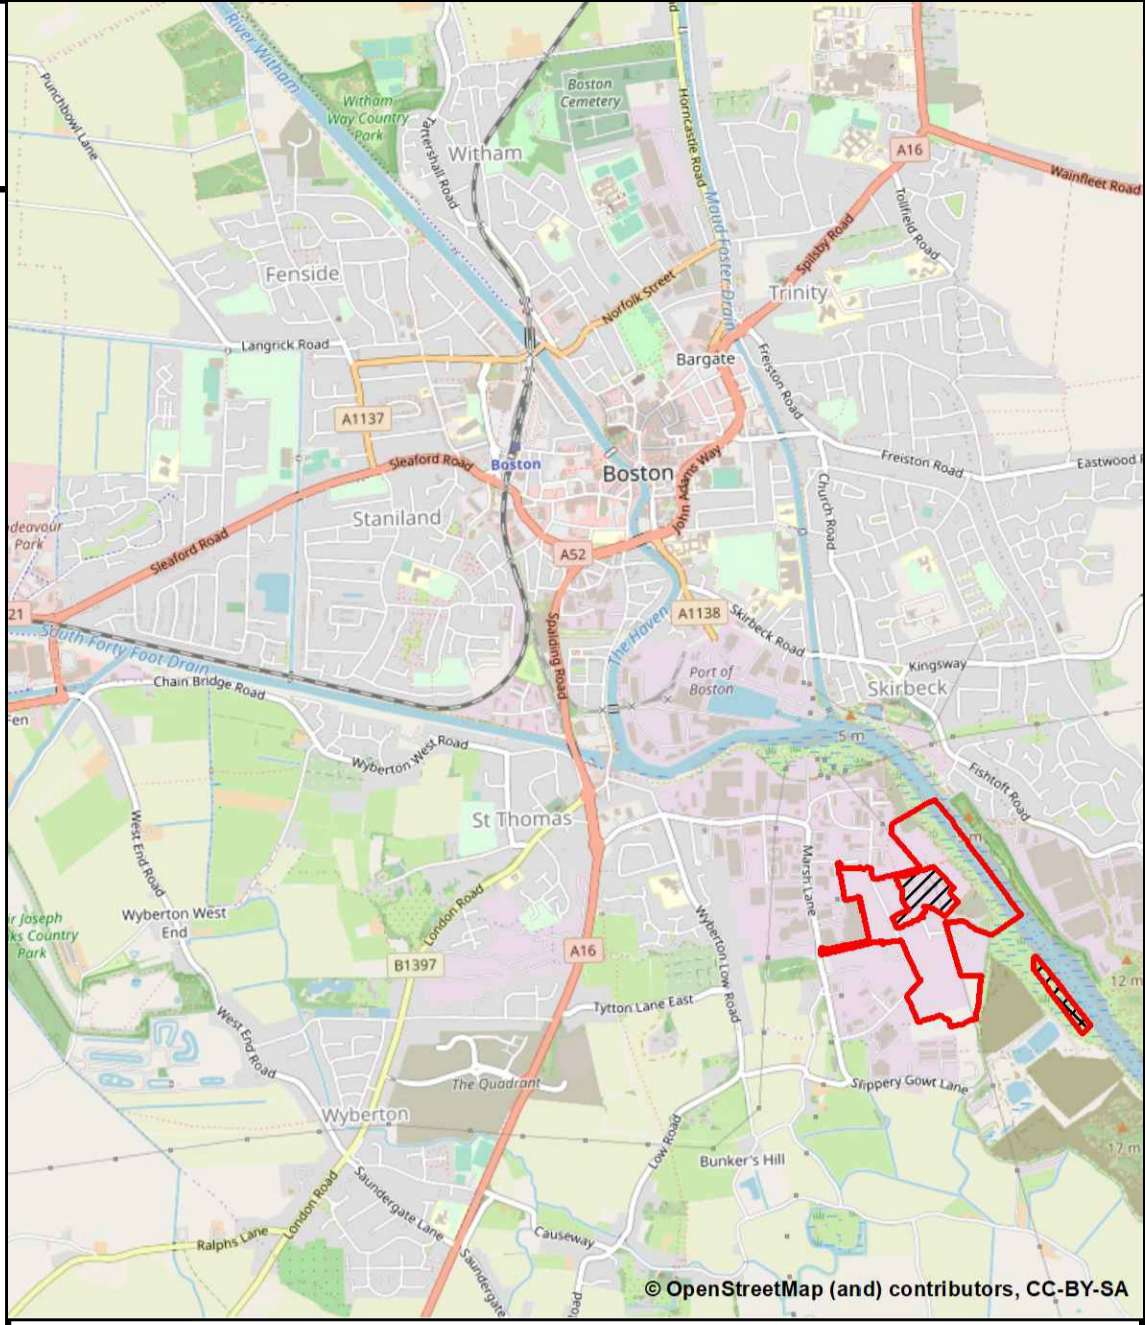 River Witham
Punchbowl Lane
Witham
Way Country
Park
Tattershall Road
Witham
Boston
Cemetery
Horncastle Road
Maud Foster Drain
A16
Wainfleet Road
Tollfield Road
Spilsby Road
Fenside
Trinity
Norfolk Street
Langrick Road
Bargate
Freiston Road
A1137
Sleaford Road
Boston
Boston
John Adams Way
Freiston Road
Eastwood R
Church Road
Staniland
ndeavour
Park
Sleaford Road
A52
21
South Forty Foot Drain
Spalding Road
The Haven
A1138
Skirbeck Road
Kingsway
Port of
Boston
Skirbeck
Chain Bridge Road
Fen
Wyberton West Road
5 m
Fishtoft Road
St Thomas
m
West End Road
Marsh Lane
Wyberton West
End
ir Joseph
ks Country
Park
London Road
Wyberton Low Road
B1397
A16
12 m
Tytton Lane East
West End Road
The Quadrant
Slippery Gowt Lane
Wyberton
Low Road
Bunker's Hill
17 m
Saundergate Lane
London Road
Ralphs Lane
Causeway
Saundergate
© OpenStreetMap (and) contributors, CC-BY-SA